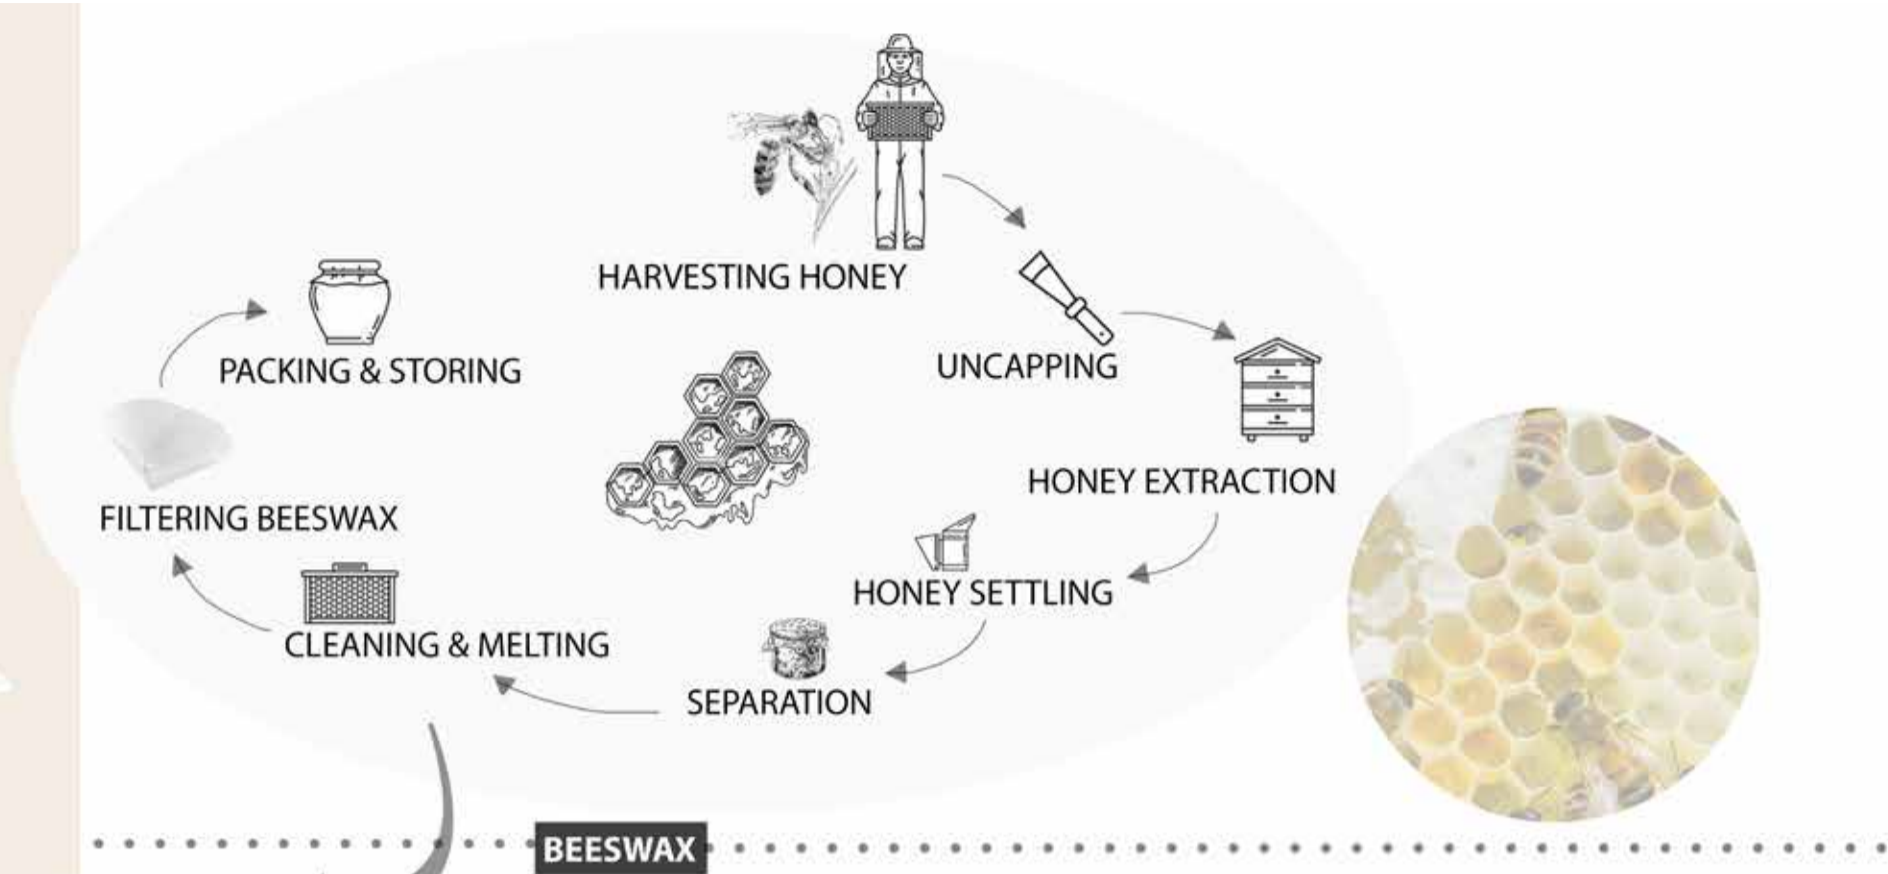 HARVESTING HONEY
UNCAPPING
HONEY EXTRACTION
HONEY SETTLING
SEPARATION
CLEANING & MELTING
FILTERING BEESWAX
PACKING & STORING
BEESWAX